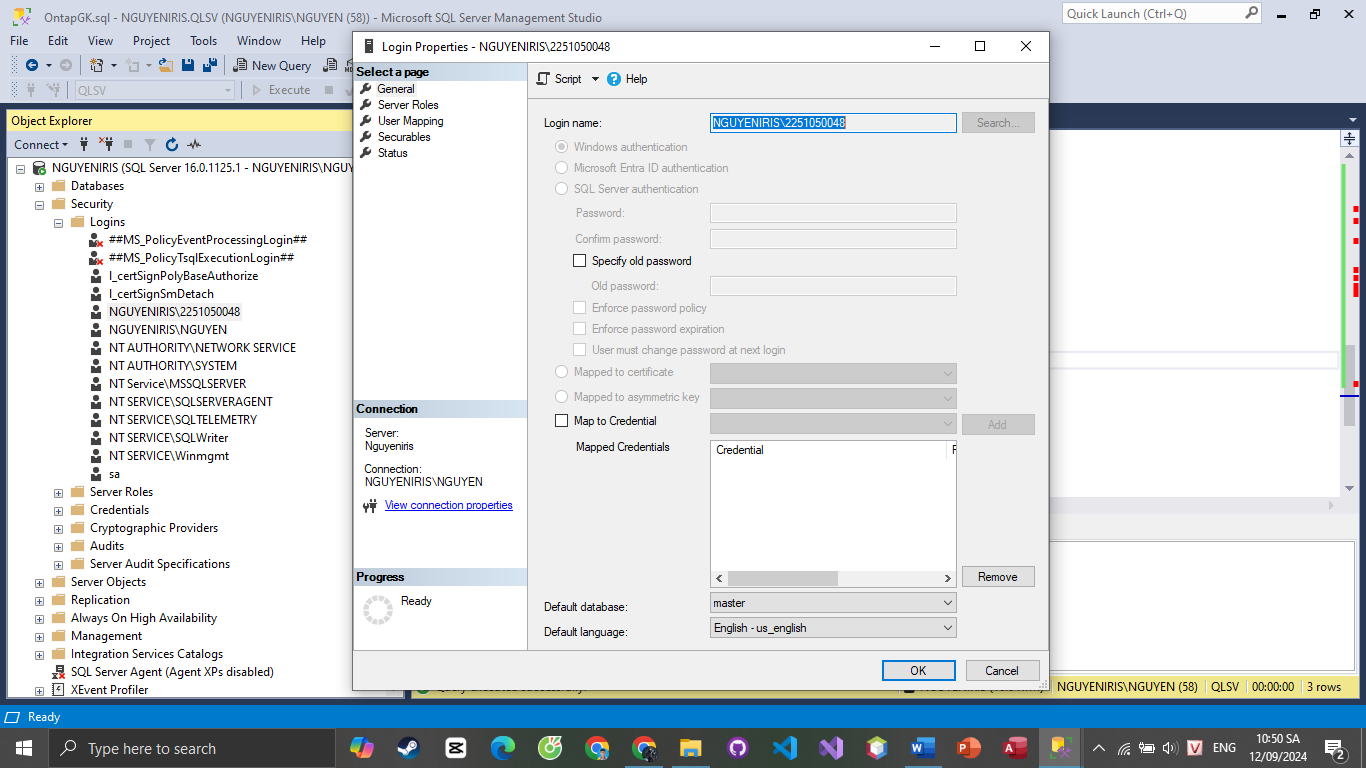 OntapGK.sql - NGUYENIRIS.QLSV (NGUYENIRIS\NGUYEN (58)) - Microsoft SQL Server Management Studio
Quick Launch (Ctrl+Q)
File Edit View Project Tools Window Help
New Query
QLSV
Execute
Object Explorer
Connect
NGUYENIRIS (SQL Server 16.0.1125.1 - NGUYENIRIS\NGUY
Databases
Security
Logins
##MS_PolicyEventProcessingLogin##
##MS_PolicyTsqlExecutionLogin##
I_certSignPolyBaseAuthorize
I_certSignSmDetach
NGUYENIRIS\2251050048
NGUYENIRIS\NGUYEN
NT AUTHORITY\NETWORK SERVICE
NT AUTHORITY\SYSTEM
NT Service\MSSQLSERVER
NT SERVICE\SQLSERVERAGENT
NT SERVICE\SQLTELEMETRY
NT SERVICE\SQLWriter
NT SERVICE\Winmgmt
sa
Server Roles
Credentials
Cryptographic Providers
Audits
Server Audit Specifications
Server Objects
Replication
Always On High Availability
Management
Integration Services Catalogs
SQL Server Agent (Agent XPs disabled)
XEvent Profiler
Login Properties - NGUYENIRIS\2251050048
Select a page
General
Server Roles
User Mapping
Securables
Status
Connection
Server:
Nguyeniris
Connection:
NGUYENIRIS\NGUYEN
View connection properties
Progress
Ready
Script
Help
Login name: NGUYENIRIS\2251050048 Search...
Windows authentication
Microsoft Entra ID authentication
SQL Server authentication
Password:
Confirm password:
Specify old password
Old password:
Enforce password policy
Enforce password expiration
User must change password at next login
Mapped to certificate
Mapped to asymmetric key
Map to Credential Add
Mapped Credentials Credential
Remove
Default database: master
Default language: English - us_english
OK Cancel
NGUYENIRIS\NGUYEN (58) QLSV 00:00:00 3 rows
Ready
Type here to search
ENG
10:50 SA
12/09/2024
2